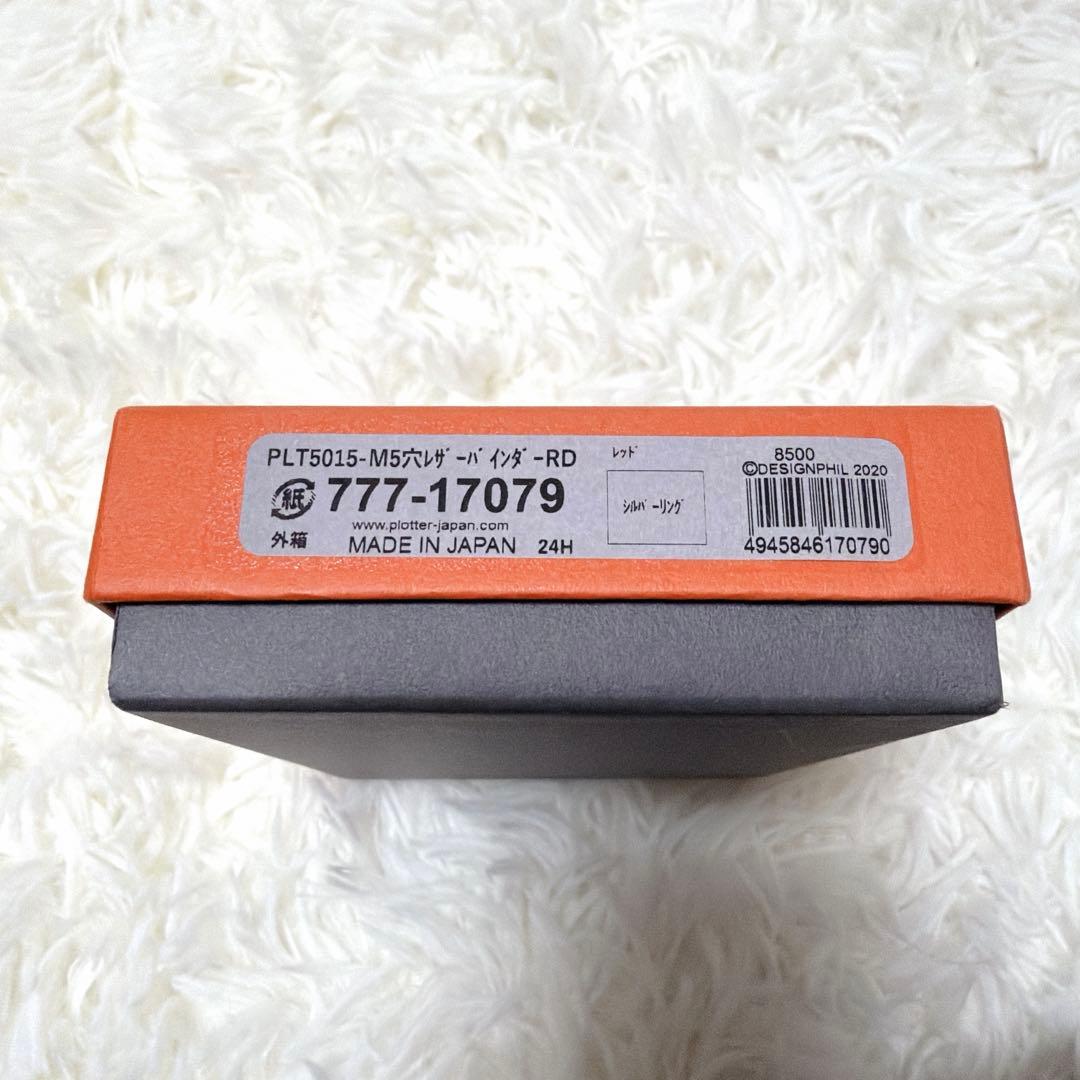 PLT5015-M5穴ﾚｻﾞｰﾊﾞｲﾝﾀﾞｰRD
紙 777-17079
www.plotter-japan.com
外箱 MADE IN JAPAN 24H
ﾚｯﾄﾞ
ｼﾙﾊﾞｰﾘﾝｸﾞ
8500
©DESIGNPHIL 2020
4945846170790